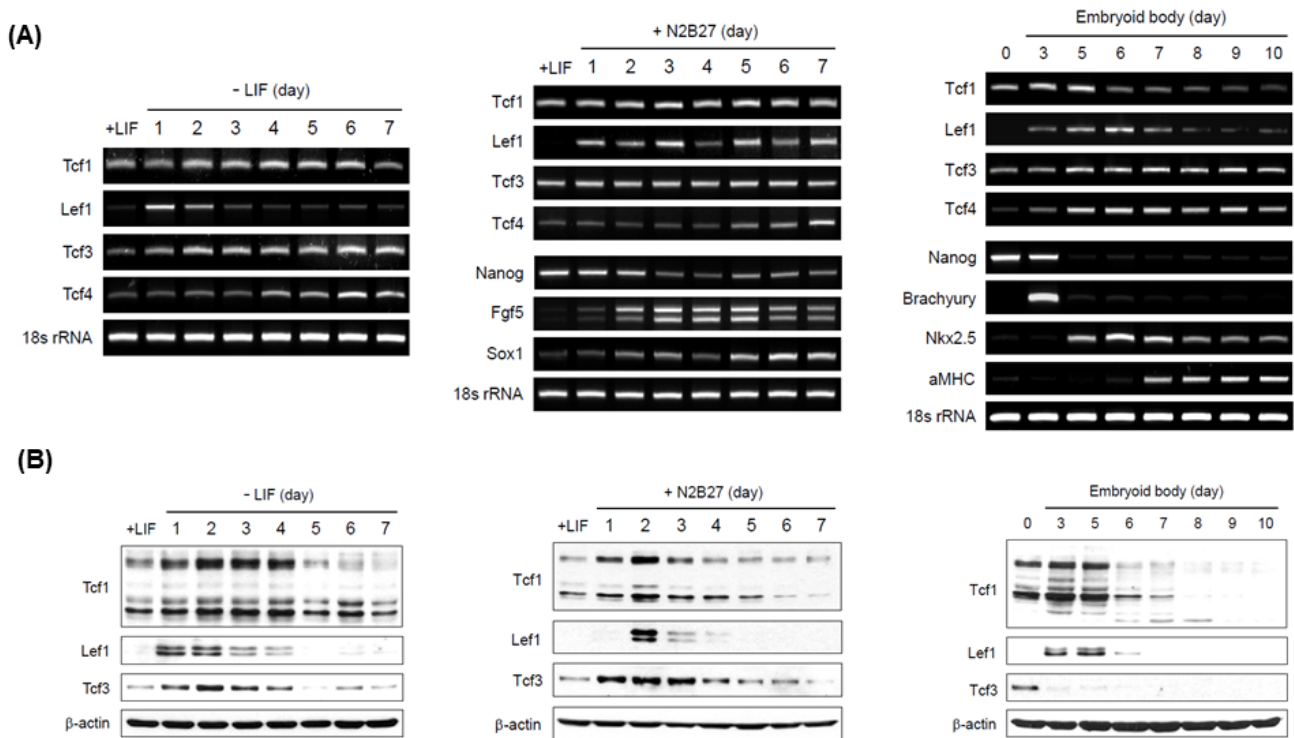 (A)
- LIF (day)
+LIF 1 2 3 4 5 6 7
Tcf1
Lef1
Tcf3
Tcf4
18s rRNA
+ N2B27 (day)
+LIF 1 2 3 4 5 6 7
Tcf1
Lef1
Tcf3
Tcf4
Nanog
Fgf5
Sox1
18s rRNA
Embryoid body (day)
0 3 5 6 7 8 9 10
Tcf1
Lef1
Tcf3
Tcf4
Nanog
Brachyury
Nkx2.5
aMHC
18s rRNA
(B)
- LIF (day)
+LIF 1 2 3 4 5 6 7
Tcf1
Lef1
Tcf3
β-actin
+ N2B27 (day)
+LIF 1 2 3 4 5 6 7
Tcf1
Lef1
Tcf3
β-actin
Embryoid body (day)
0 3 5 6 7 8 9 10
Tcf1
Lef1
Tcf3
β-actin